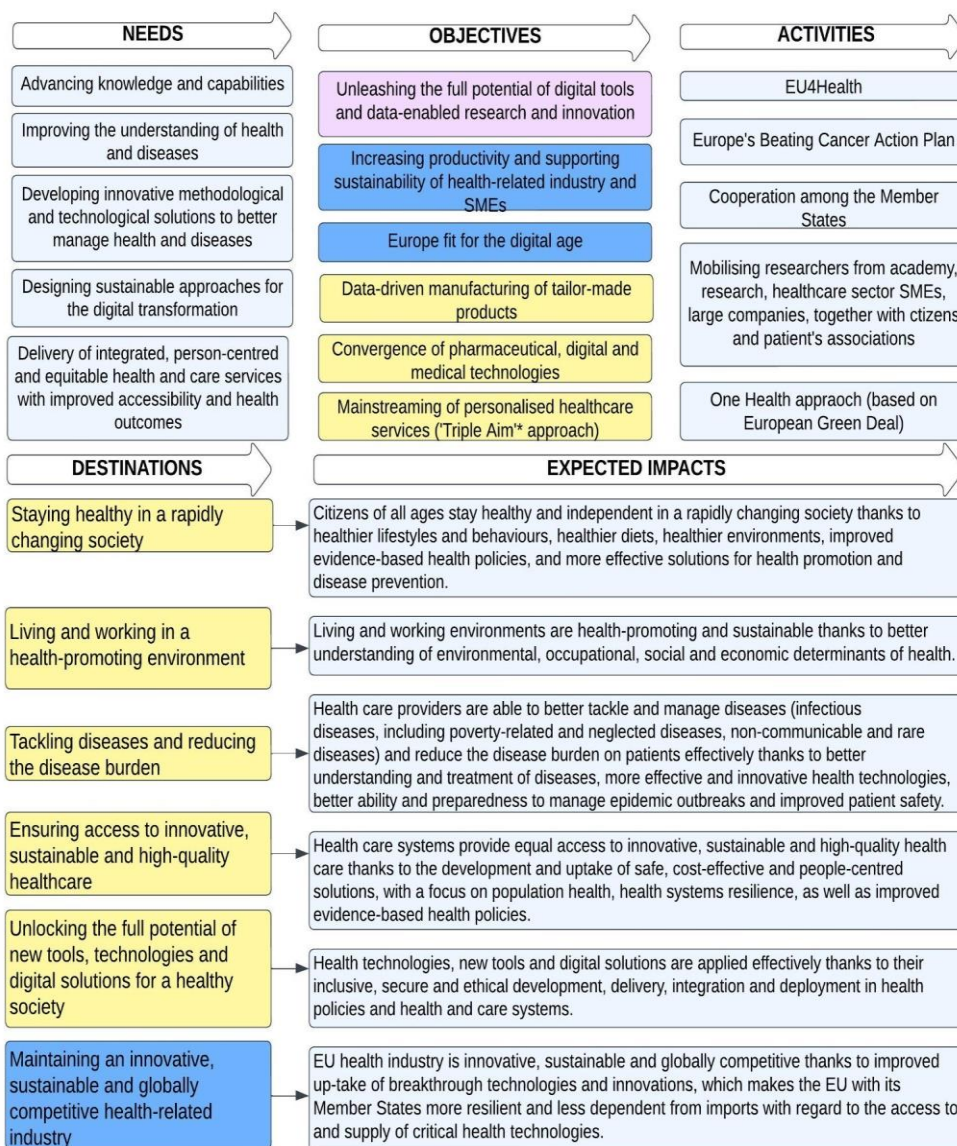 NEEDS
Advancing knowledge and capabilities
Improving the understanding of health
and diseases
Developing innovative methodological
and technological solutions to better
manage health and diseases
Designing sustainable approaches for
the digital transformation
Delivery of integrated, person-centred
and equitable health and care services
with improved accessibility and health
outcomes
OBJECTIVES
Unleashing the full potential of digital tools
and data-enabled research and innovation
Increasing productivity and supporting
sustainability of health-related industry and
SMEs
Europe fit for the digital age
Data-driven manufacturing of tailor-made
products
Convergence of pharmaceutical, digital and
medical technologies
Mainstreaming of personalised healthcare
services ('Triple Aim'* approach)
ACTIVITIES
EU4Health
Europe's Beating Cancer Action Plan
Cooperation among the Member
States
Mobilising researchers from academy,
research, healthcare sector SMEs,
large companies, together with ctizens
and patient's associations
One Health appraoch (based on
European Green Deal)
DESTINATIONS
EXPECTED IMPACTS
Staying healthy in a rapidly
changing society
Citizens of all ages stay healthy and independent in a rapidly changing society thanks to
healthier lifestyles and behaviours, healthier diets, healthier environments, improved
evidence-based health policies, and more effective solutions for health promotion and
disease prevention.
Living and working in a
health-promoting environment
Living and working environments are health-promoting and sustainable thanks to better
understanding of environmental, occupational, social and economic determinants of health.
Tackling diseases and reducing
the disease burden
Health care providers are able to better tackle and manage diseases (infectious
diseases, including poverty-related and neglected diseases, non-communicable and rare
diseases) and reduce the disease burden on patients effectively thanks to better
understanding and treatment of diseases, more effective and innovative health technologies,
better ability and preparedness to manage epidemic outbreaks and improved patient safety.
Ensuring access to innovative,
sustainable and high-quality
healthcare
Health care systems provide equal access to innovative, sustainable and high-quality health
care thanks to the development and uptake of safe, cost-effective and people-centred
solutions, with a focus on population health, health systems resilience, as well as improved
evidence-based health policies.
Unlocking the full potential of
new tools, technologies and
digital solutions for a healthy
society
Health technologies, new tools and digital solutions are applied effectively thanks to their
inclusive, secure and ethical development, delivery, integration and deployment in health
policies and health and care systems.
Maintaining an innovative,
sustainable and globally
competitive health-related
industry
EU health industry is innovative, sustainable and globally competitive thanks to improved
up-take of breakthrough technologies and innovations, which makes the EU with its
Member States more resilient and less dependent from imports with regard to the access to
and supply of critical health technologies.